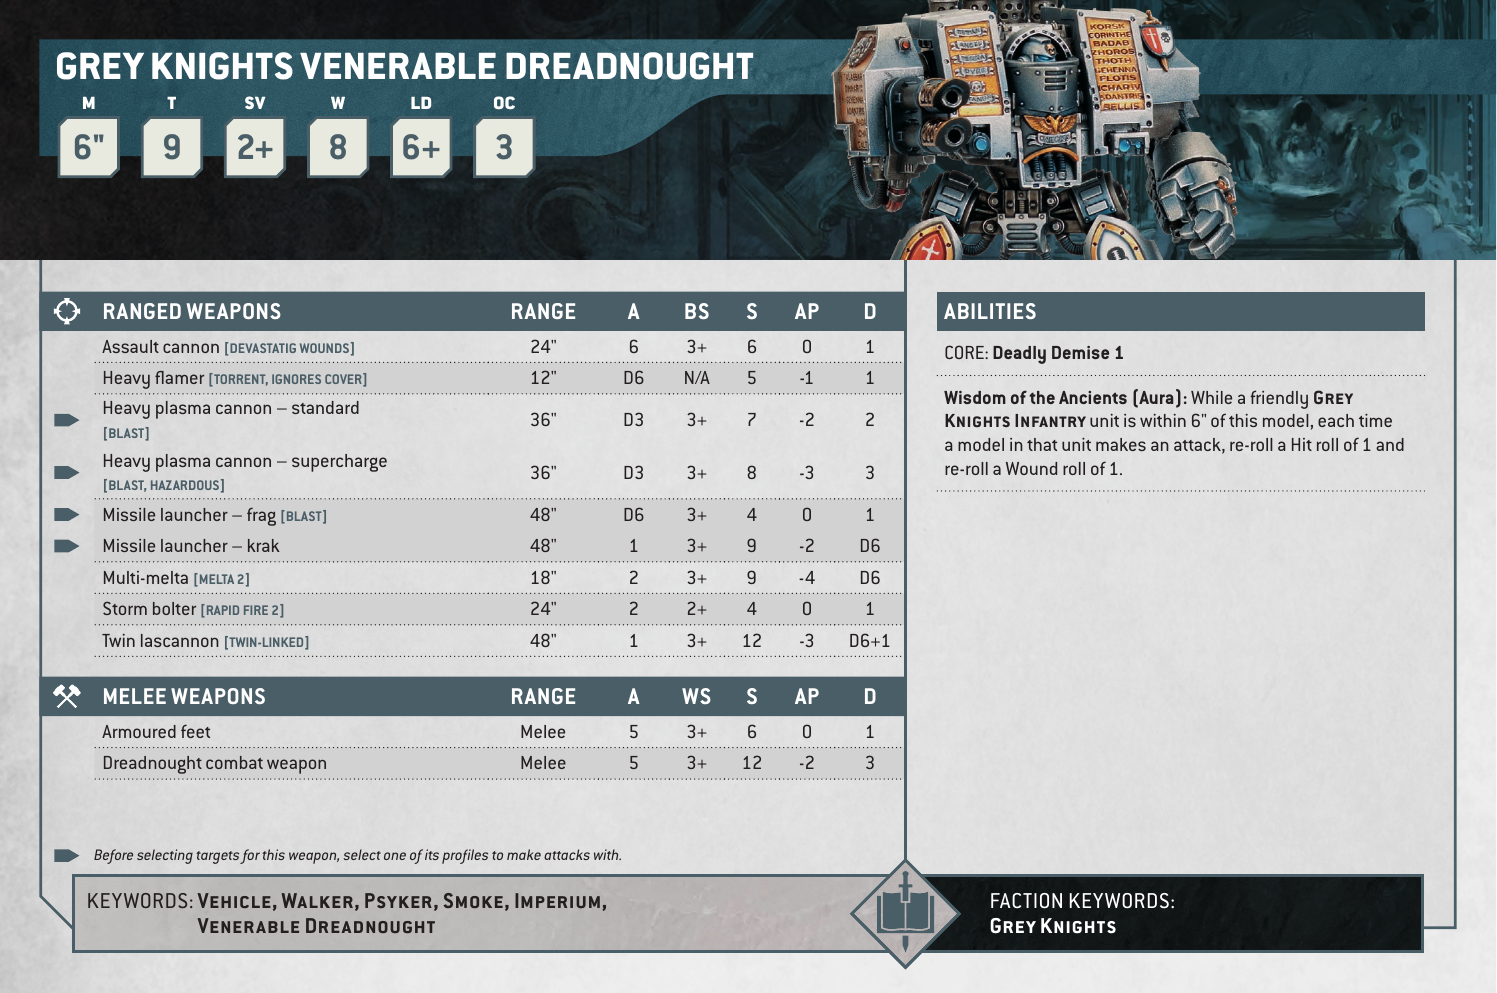 GREY KNIGHTS VENERABLE DREADNOUGHT
M T SV W LD OC
6" 9 2+ 8 6+ 3
KORSK
CORINTHE
BADAB
THOTH
GEHENNA
BELLIS
RANGED WEAPONS RANGE A BS S AP D
Assault cannon [DEVASTATIG WOUNDS] 24" 6 3+ 6 0 1
Heavy flamer [TORRENT, IGNORES COVER] 12" D6 N/A 5 -1 1
Heavy plasma cannon – standard
[BLAST] 36" D3 3+ 7 -2 2
Heavy plasma cannon – supercharge
[BLAST, HAZARDOUS] 36" D3 3+ 8 -3 3
Missile launcher – frag [BLAST] 48" D6 3+ 4 0 1
Missile launcher – krak 48" 1 3+ 9 -2 D6
Multi-melta [MELTA 2] 18" 2 3+ 9 -4 D6
Storm bolter [RAPID FIRE 2] 24" 2 2+ 4 0 1
Twin lascannon [TWIN-LINKED] 48" 1 3+ 12 -3 D6+1
MELEE WEAPONS RANGE A WS S AP D
Armoured feet Melee 5 3+ 6 0 1
Dreadnought combat weapon Melee 5 3+ 12 -2 3
Before selecting targets for this weapon, select one of its profiles to make attacks with.
ABILITIES
CORE: Deadly Demise 1
Wisdom of the Ancients (Aura): While a friendly GREY
KNIGHTS INFANTRY unit is within 6" of this model, each time
a model in that unit makes an attack, re-roll a Hit roll of 1 and
re-roll a Wound roll of 1.
KEYWORDS: VEHICLE, WALKER, PSYKER, SMOKE, IMPERIUM,
VENERABLE DREADNOUGHT
FACTION KEYWORDS:
GREY KNIGHTS